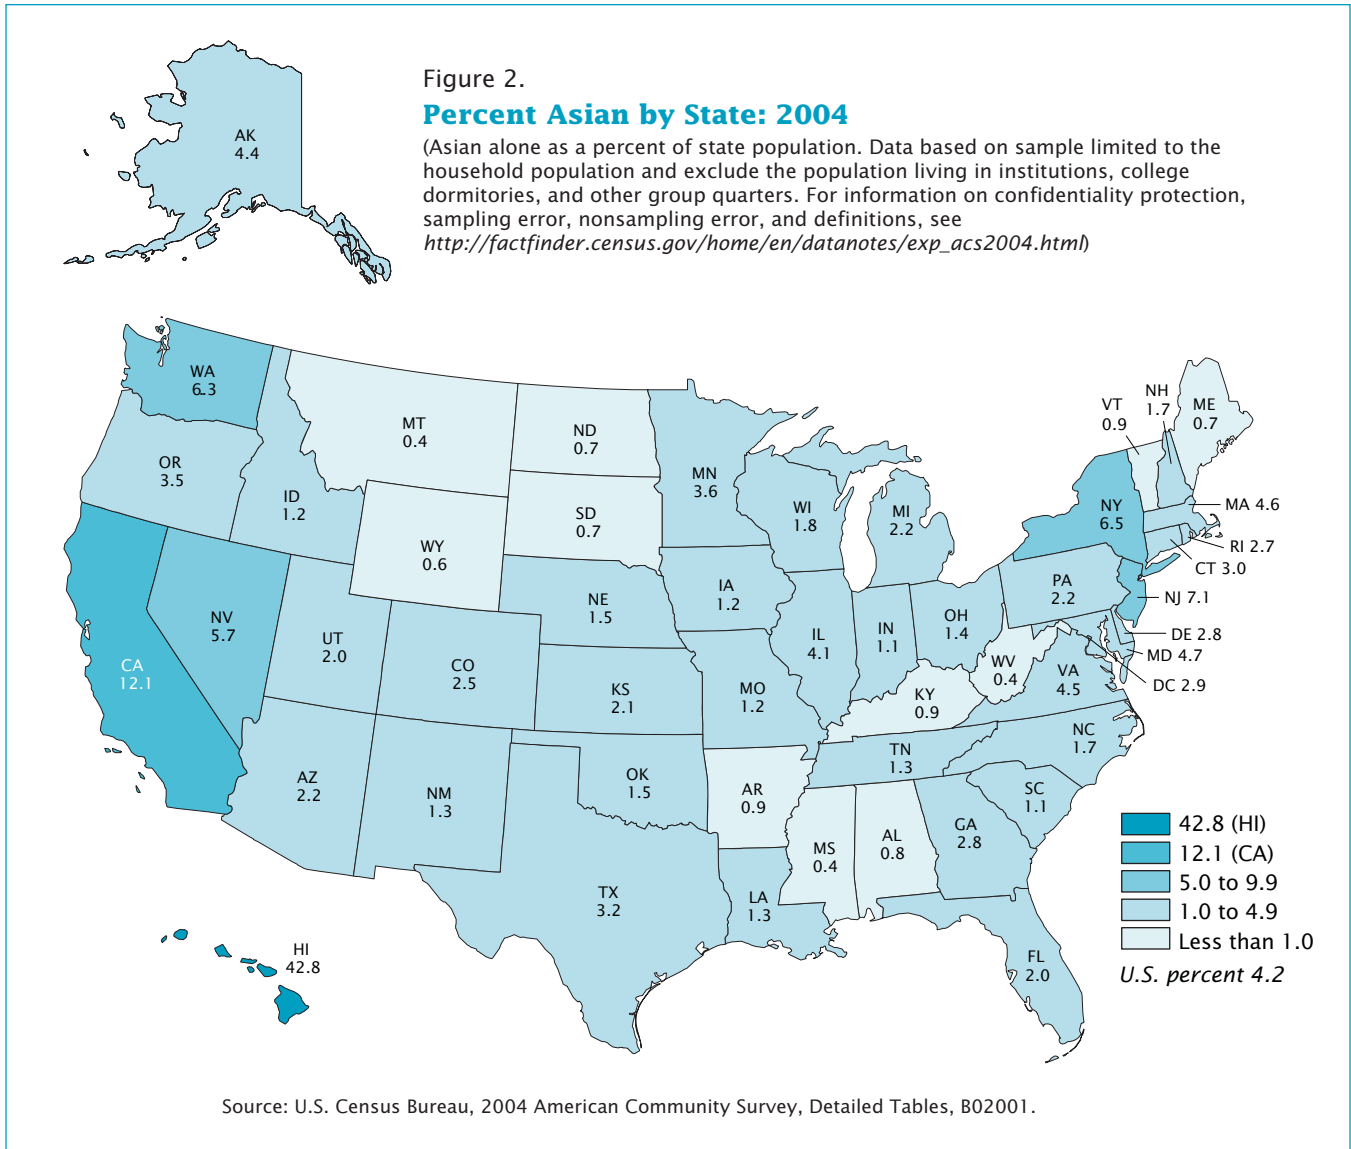 Figure 2.
Percent Asian by State: 2004
(Asian alone as a percent of state population. Data based on sample limited to the
household population and exclude the population living in institutions, college
dormitories, and other group quarters. For information on confidentiality protection,
sampling error, nonsampling error, and definitions, see
http://factfinder.census.gov/home/en/datanotes/exp_acs2004.html)
AK
4.4
WA
6.3
OR
3.5
ID
1.2
MT
0.4
ND
0.7
SD
0.7
WY
0.6
MN
3.6
WI
1.8
MI
2.2
VT
0.9
NH
1.7
ME
0.7
NY
6.5
MA 4.6
RI 2.7
CT 3.0
NJ 7.1
PA
2.2
DE 2.8
MD 4.7
DC 2.9
CA
12.1
NV
5.7
UT
2.0
CO
2.5
NE
1.5
KS
2.1
IA
1.2
MO
1.2
IL
4.1
IN
1.1
OH
1.4
WV
0.4
VA
4.5
KY
0.9
NC
1.7
TN
1.3
SC
1.1
AZ
2.2
NM
1.3
OK
1.5
AR
0.9
MS
0.4
AL
0.8
GA
2.8
TX
3.2
LA
1.3
FL
2.0
HI
42.8
42.8 (HI)
12.1 (CA)
5.0 to 9.9
1.0 to 4.9
Less than 1.0
U.S. percent 4.2
Source: U.S. Census Bureau, 2004 American Community Survey, Detailed Tables, B02001.